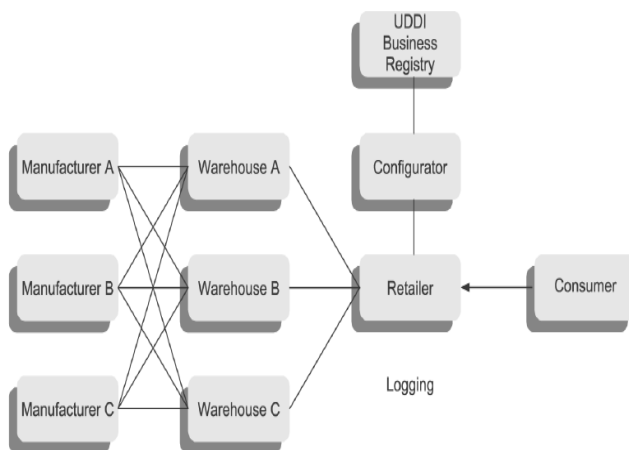 UDDI
Business
Registry
Manufacturer A
Warehouse A
Configurator
Manufacturer B
Warehouse B
Retailer
Consumer
Logging
Manufacturer C
Warehouse C